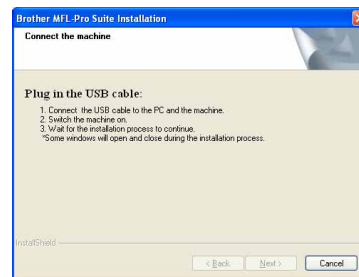 Brother MFL-Pro Suite Installation
Connect the machine
Plug in the USB cable:
1. Connect the USB cable to the PC and the machine.
2. Switch the machine on.
3. Wait for the installation process to continue.
*Some windows will open and close during the installation process.
InstallShield
< Back
Next >
Cancel